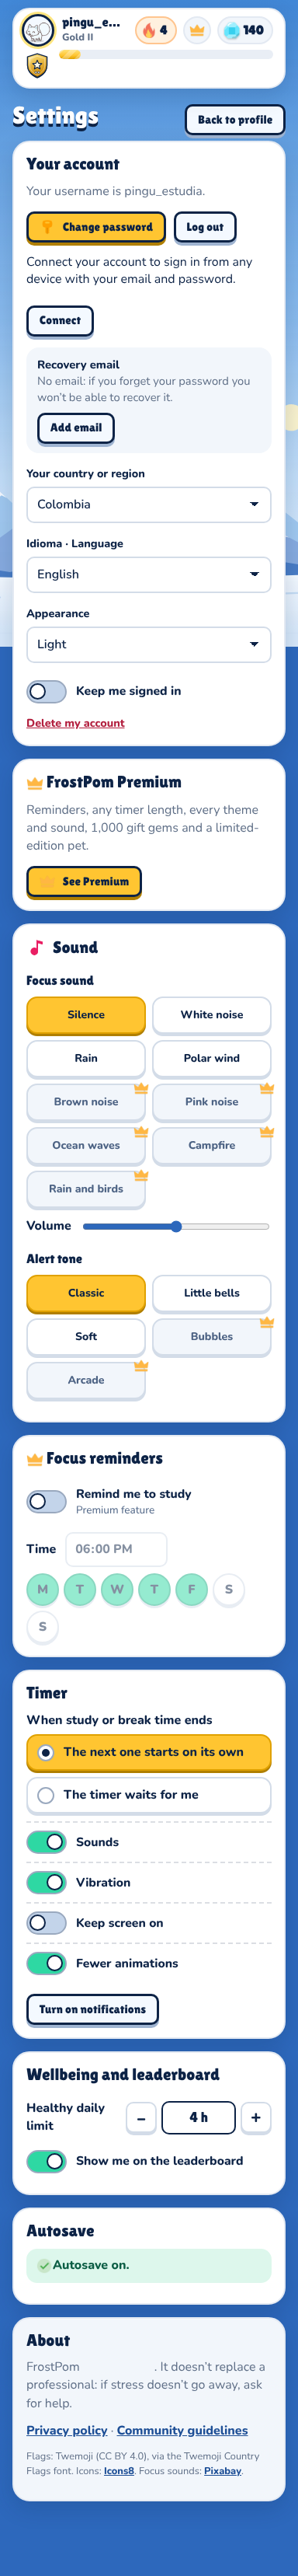 pingu_e...
Gold II
4
140
Settings
Back to profile
Your account
Your username is pingu_estudia.
Change password
Log out
Connect your account to sign in from any
device with your email and password.
Connect
Recovery email
No email: if you forget your password you
won't be able to recover it.
Add email
Your country or region
Colombia
Idioma · Language
English
Appearance
Light
Keep me signed in
Delete my account
FrostPom Premium
Reminders, any timer length, every theme
and sound, 1,000 gift gems and a limited-
edition pet.
See Premium
Sound
Focus sound
Silence
White noise
Rain
Polar wind
Brown noise
Pink noise
Ocean waves
Campfire
Rain and birds
Volume
Alert tone
Classic
Little bells
Soft
Bubbles
Arcade
Focus reminders
Remind me to study
Premium feature
Time 06:00 PM
M T W T F S
S
Timer
When study or break time ends
The next one starts on its own
The timer waits for me
Sounds
Vibration
Keep screen on
Fewer animations
Turn on notifications
Wellbeing and leaderboard
Healthy daily
limit
– 4 h +
Show me on the leaderboard
Autosave
Autosave on.
About
FrostPom . It doesn't replace a
professional: if stress doesn't go away, ask
for help.
Privacy policy · Community guidelines
Flags: Twemoji (CC BY 4.0), via the Twemoji Country
Flags font. Icons: Icons8. Focus sounds: Pixabay.